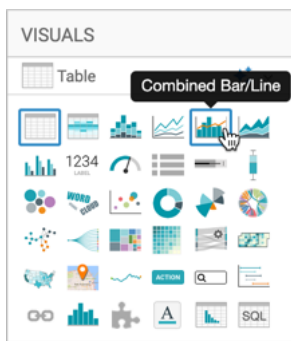 VISUALS
Table
Combined Bar/Line
1234
LABEL
WORD
CLOUD
ACTION
A
SQL